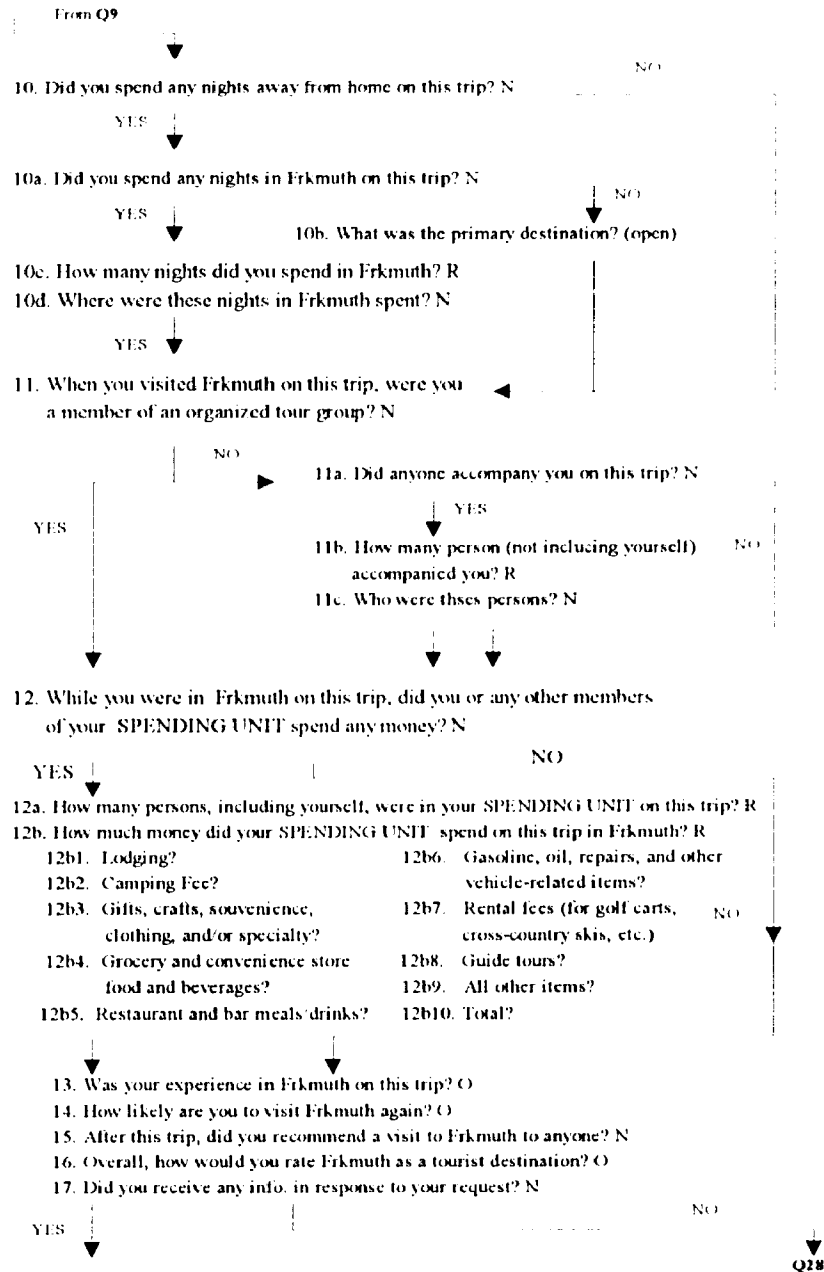 From Q9
NO
10. Did you spend any nights away from home on this trip? N
YES
10a. Did you spend any nights in Frkmuth on this trip? N
NO
YES
10b. What was the primary destination? (open)
10c. How many nights did you spend in Frkmuth? R
10d. Where were these nights in Frkmuth spent? N
YES
11. When you visited Frkmuth on this trip, were you
a member of an organized tour group? N
NO
11a. Did anyone accompany you on this trip? N
YES
YES
11b. How many person (not inclucing yourself)
NO
accompanied you? R
11c. Who were thses persons? N
12. While you were in Frkmuth on this trip, did you or any other members
of your SPENDING UNIT spend any money? N
NO
YES
12a. How many persons, including yourself, were in your SPENDING UNIT on this trip? R
12b. How much money did your SPENDING UNIT spend on this trip in Frkmuth? R
12b1. Lodging?
12b2. Camping Fee?
12b3. Gifts, crafts, souvenience,
clothing, and/or specialty?
12b4. Grocery and convenience store
food and beverages?
12b5. Restaurant and bar meals/drinks?
12b6. Gasoline, oil, repairs, and other
vehicle-related items?
12b7. Rental fees (for golf carts,
cross-country skis, etc.)
NO
12b8. Guide tours?
12b9. All other items?
12b10. Total?
13. Was your experience in Frkmuth on this trip? O
14. How likely are you to visit Frkmuth again? O
15. After this trip, did you recommend a visit to Frkmuth to anyone? N
16. Overall, how would you rate Frkmuth as a tourist destination? O
17. Did you receive any info. in response to your request? N
NO
YES
Q28